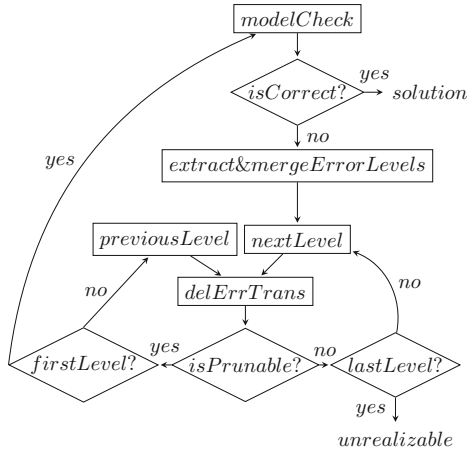 modelCheck
isCorrect?
yes
solution
no
extract&mergeErrorLevels
yes
previousLevel
nextLevel
delErrTrans
no
no
firstLevel?
yes
isPrunable?
no
lastLevel?
yes
unrealizable